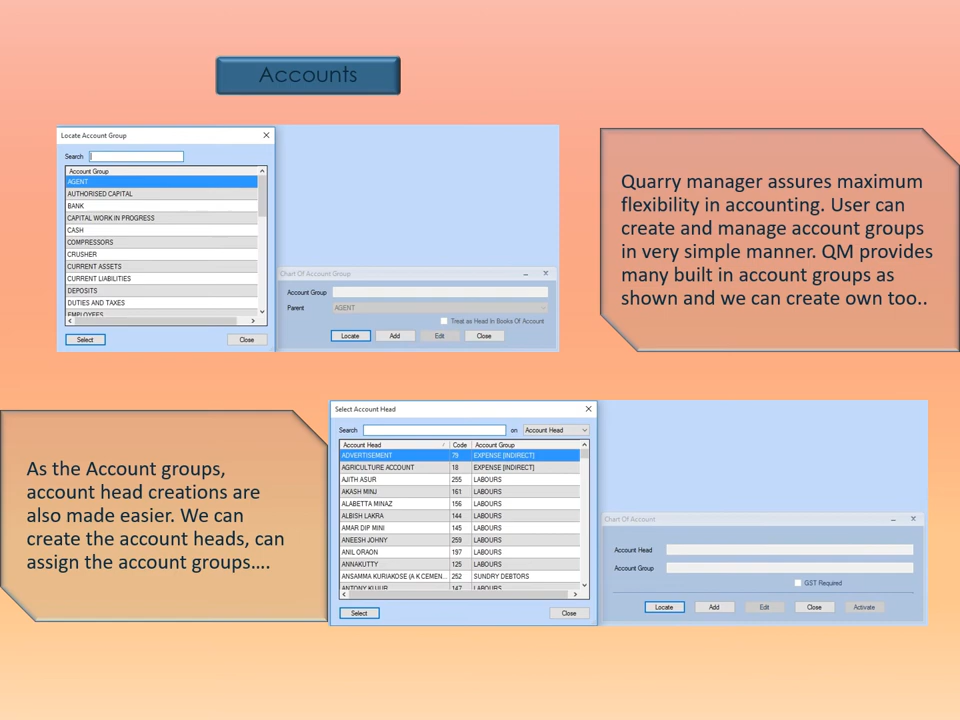 Accounts
Locate Account Group
Search
Account Group
AGENT
AUTHORISED CAPITAL
BANK
CAPITAL WORK IN PROGRESS
CASH
COMPRESSORS
CRUSHER
CURRENT ASSETS
CURRENT LIABILITIES
DEPOSITS
DUTIES AND TAXES
EMPLOYEES
Select
Close
Chart Of Account Group
Account Group
Parent
AGENT
Treat as Head In Books Of Account
Locate
Add
Edit
Close
Quarry manager assures maximum
flexibility in accounting. User can
create and manage account groups
in very simple manner. QM provides
many built in account groups as
shown and we can create own too..
As the Account groups,
account head creations are
also made easier. We can
create the account heads, can
assign the account groups....
Select Account Head
Search
on
Account Head
Account Head Code Account Group
ADVERTISEMENT 79 EXPENSE [INDIRECT]
AGRICULTURE ACCOUNT 18 EXPENSE [INDIRECT]
AJITH ASUR 255 LABOURS
AKASH MINJ 161 LABOURS
ALABETTA MINAZ 156 LABOURS
ALBISH LAKRA 144 LABOURS
AMAR DIP MINI 145 LABOURS
ANEESH JOHNY 259 LABOURS
ANIL ORAON 197 LABOURS
ANNAKUTTY 125 LABOURS
ANSAMMA KURIAKOSE (A K CEMEN... 252 SUNDRY DEBTORS
ANTONY KUJUR 147 LABOURS
Select
Close
Chart Of Account
Account Head
Account Group
GST Required
Locate
Add
Edit
Close
Activate